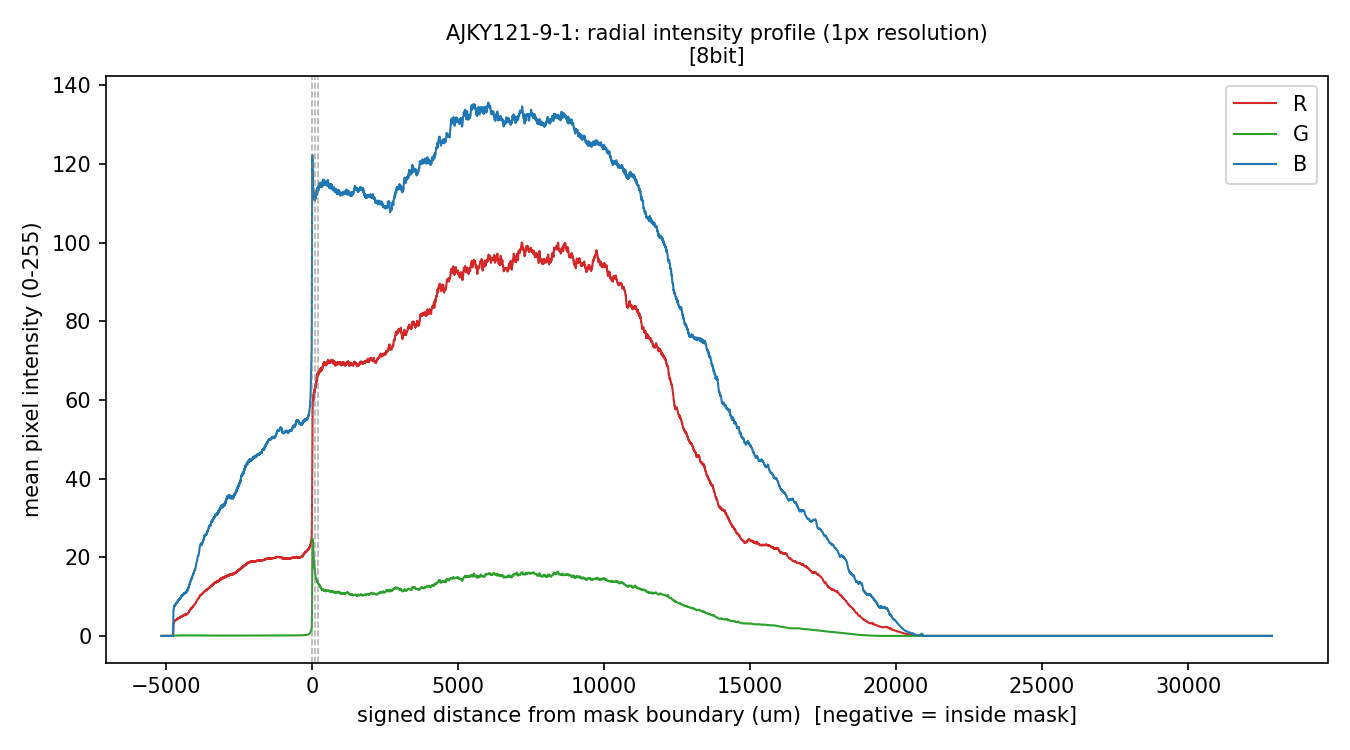 AJKY121-9-1: radial intensity profile (1px resolution)
[8bit]
R
G
B
mean pixel intensity (0-255)
140
120
100
80
60
40
20
0
−5000
0
5000
10000
15000
20000
25000
30000
signed distance from mask boundary (um)  [negative = inside mask]